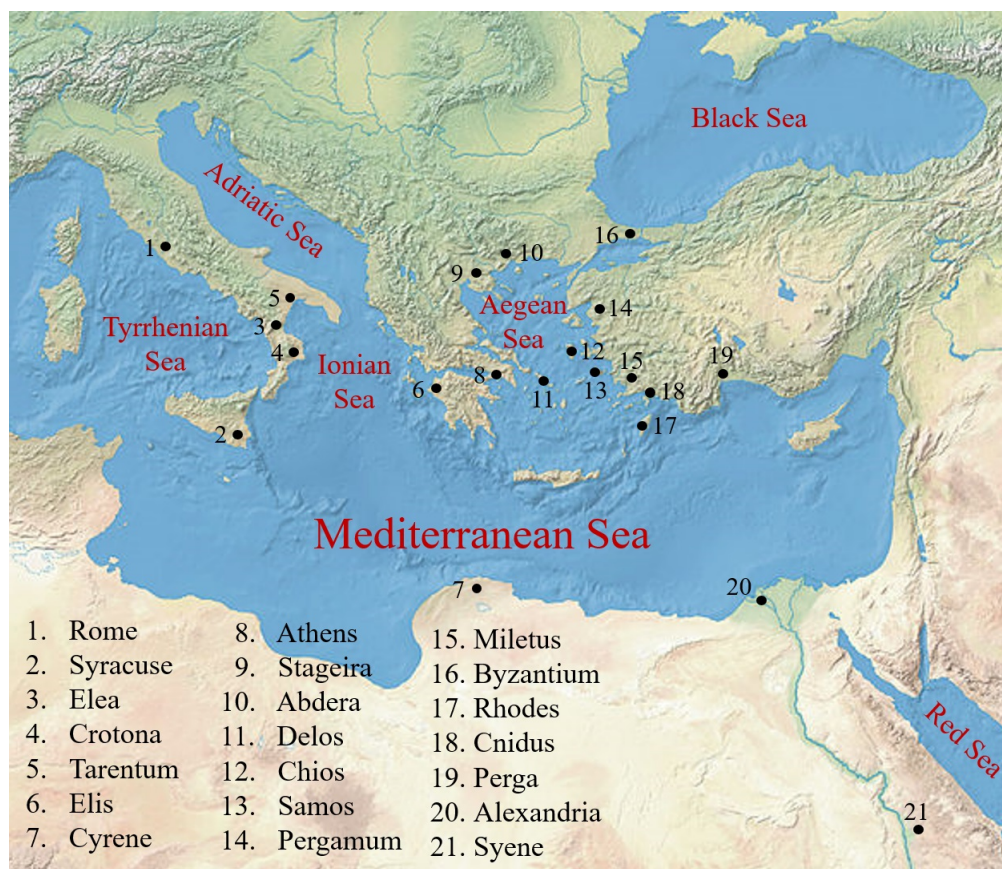 Black Sea
Adriatic Sea
16
1
10
9
5
Aegean
Sea
14
Tyrrhenian
Sea
3
4
Ionian
Sea
12
15
19
8
13
6
11
18
2
17
Mediterranean Sea
7
20
Red Sea
21
1. Rome
2. Syracuse
3. Elea
4. Crotona
5. Tarentum
6. Elis
7. Cyrene
8. Athens
9. Stageira
10. Abdera
11. Delos
12. Chios
13. Samos
14. Pergamum
15. Miletus
16. Byzantium
17. Rhodes
18. Cnidus
19. Perga
20. Alexandria
21. Syene